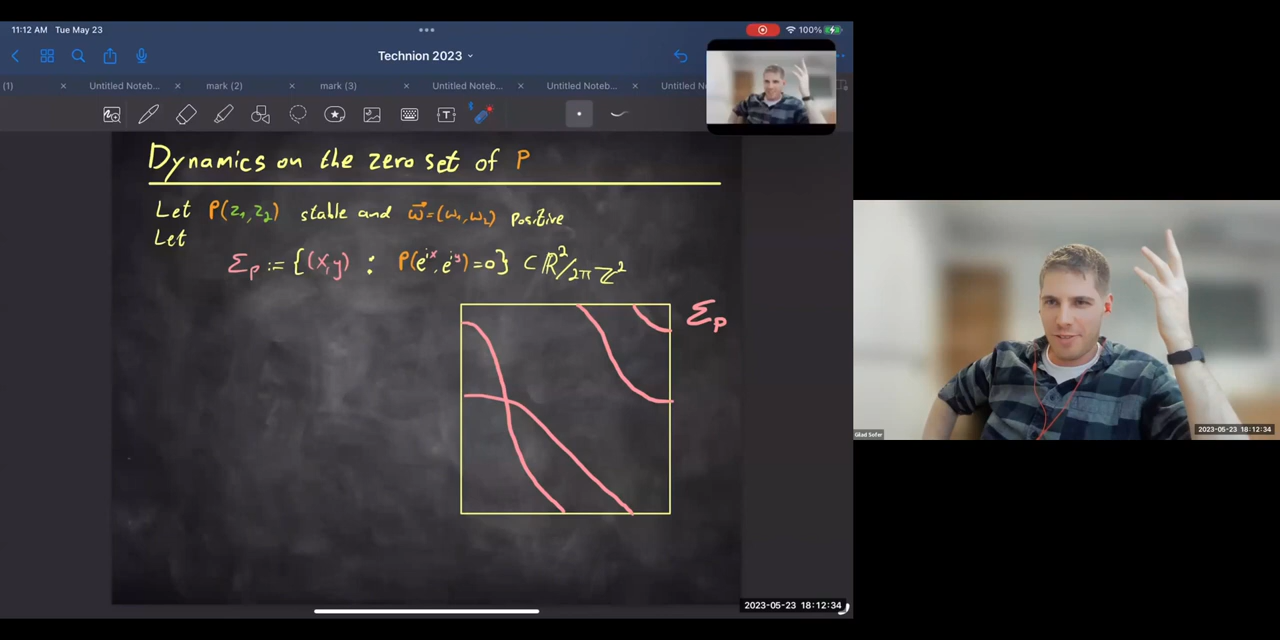 11:12 AM Tue May 23
100%
Technion 2023
(1)
Untitled Noteb...
mark (2)
mark (3)
Untitled Noteb...
Untitled Noteb...
Untitled No
Dynamics on the zero set of P
Let P(z₁,z₂) stable and ω⃗=(ω₁,ω₂) Positive
Let
Σ_P := {(x,y) : P(e^{ix}, e^{iy})=0} ⊂ ℝ²/2πℤ²
Σ_P
Gilad Sofer
2023-05-23 18:12:34
2023-05-23 18:12:34